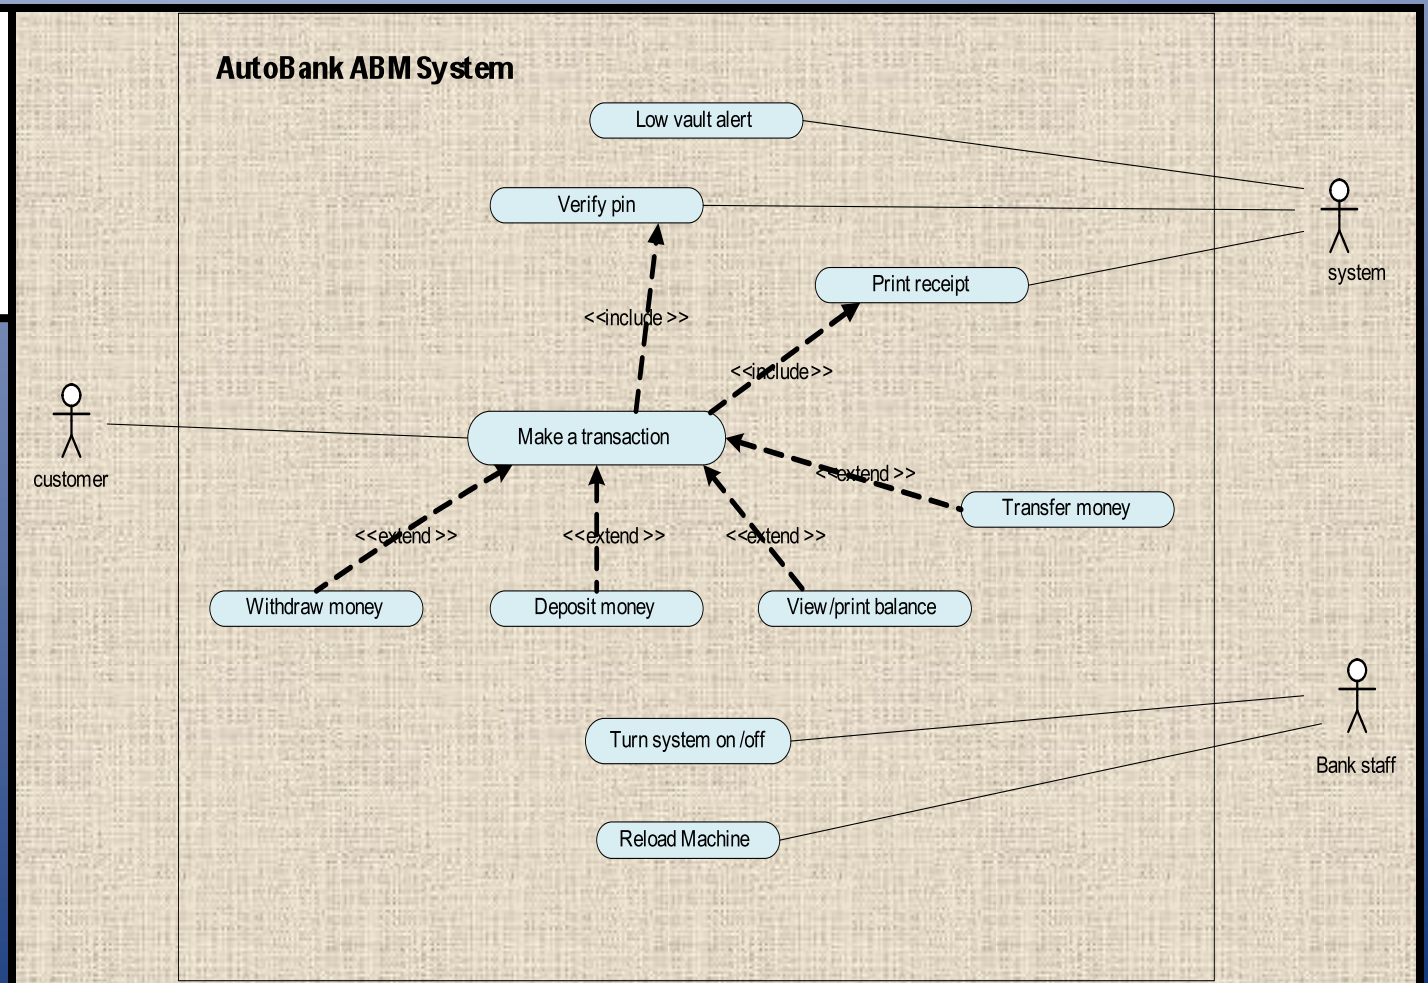 AutoBank ABM System
Low vault alert
Verify pin
system
Print receipt
<<include >>
<<include>>
customer
Make a transaction
<<extend >>
Transfer money
<<extend >>
<<extend >>
<<extend >>
Withdraw money
Deposit money
View/print balance
Turn system on/off
Bank staff
Reload Machine